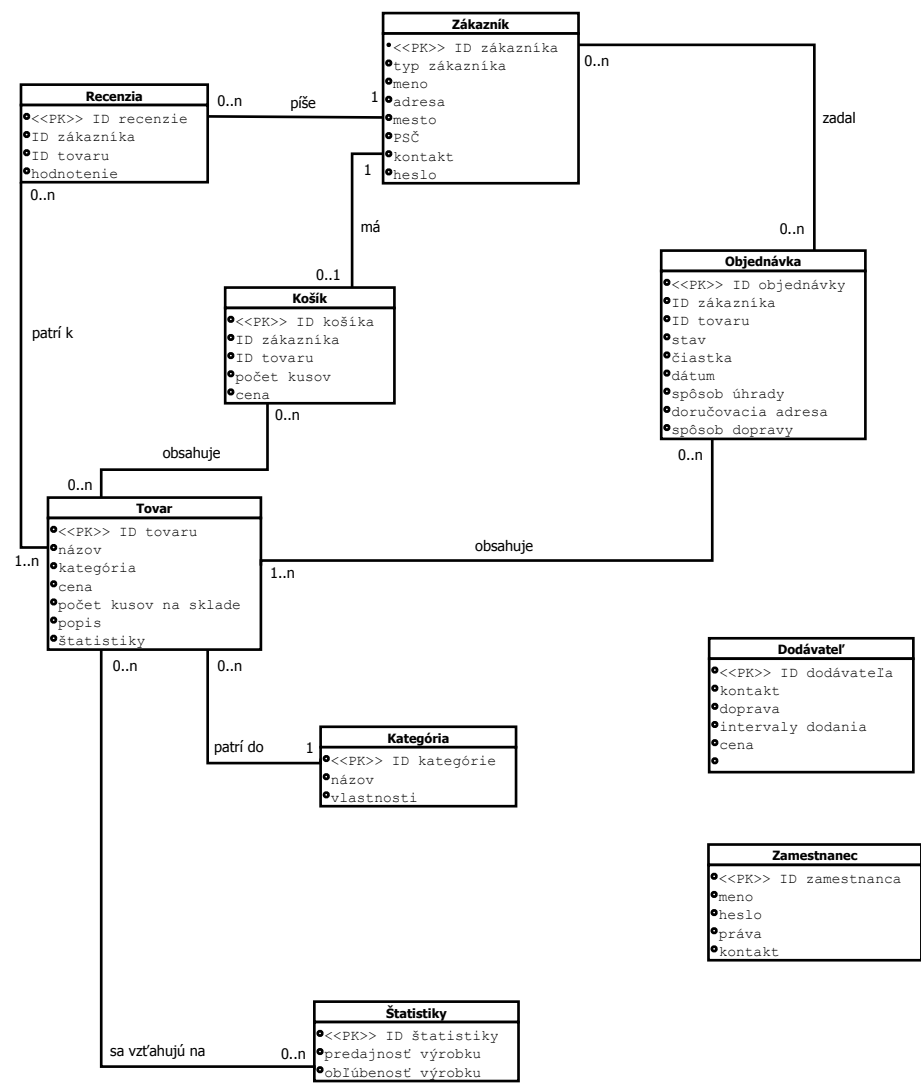 Zákazník
<<PK>> ID zákazníka
typ zákazníka
meno
adresa
mesto
PSČ
kontakt
heslo
0..n
zadal
0..n
Recenzia
<<PK>> ID recenzie
ID zákazníka
ID tovaru
hodnotenie
0..n
píše
1
0..n
patrí k
1..n
1
má
0..1
Košík
<<PK>> ID košíka
ID zákazníka
ID tovaru
počet kusov
cena
0..n
obsahuje
0..n
Objednávka
<<PK>> ID objednávky
ID zákazníka
ID tovaru
stav
čiastka
dátum
spôsob úhrady
doručovacia adresa
spôsob dopravy
0..n
obsahuje
1..n
Tovar
<<PK>> ID tovaru
názov
kategória
cena
počet kusov na sklade
popis
štatistiky
0..n
0..n
patrí do
1
Kategória
<<PK>> ID kategórie
názov
vlastnosti
Dodávateľ
<<PK>> ID dodávateľa
kontakt
doprava
intervaly dodania
cena
Zamestnanec
<<PK>> ID zamestnanca
meno
heslo
práva
kontakt
sa vzťahujú na
0..n
Štatistiky
<<PK>> ID štatistiky
predajnosť výrobku
obľúbenosť výrobku